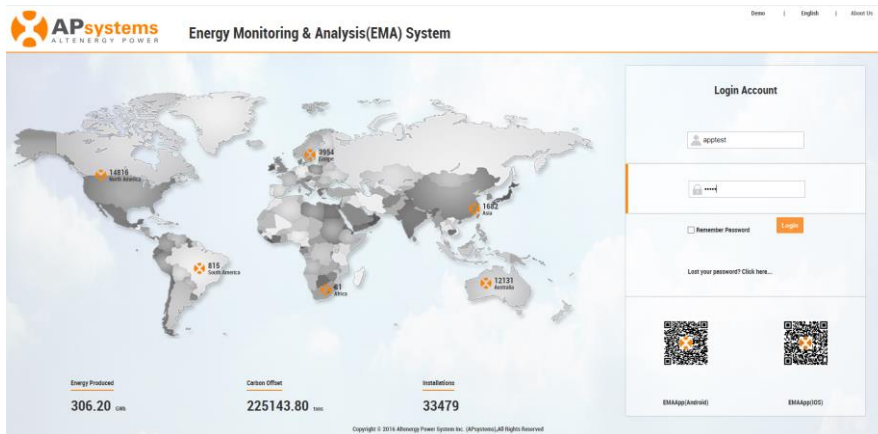 APsystems
ALTENERGY POWER
Energy Monitoring & Analysis(EMA) System
Demo | English | About Us
14816
North America
3954
Europe
1682
Asia
815
South America
81
Africa
12131
Australia
Login Account
apptest
•••••
Remember Password
Login
Lost your password? Click here...
EMAApp(Android)
EMAApp(IOS)
Energy Produced
306.20 GWh
Carbon Offset
225143.80 Tons
Installations
33479
Copyright © 2016 Altenergy Power System Inc. (APsystems),All Rights Reserved